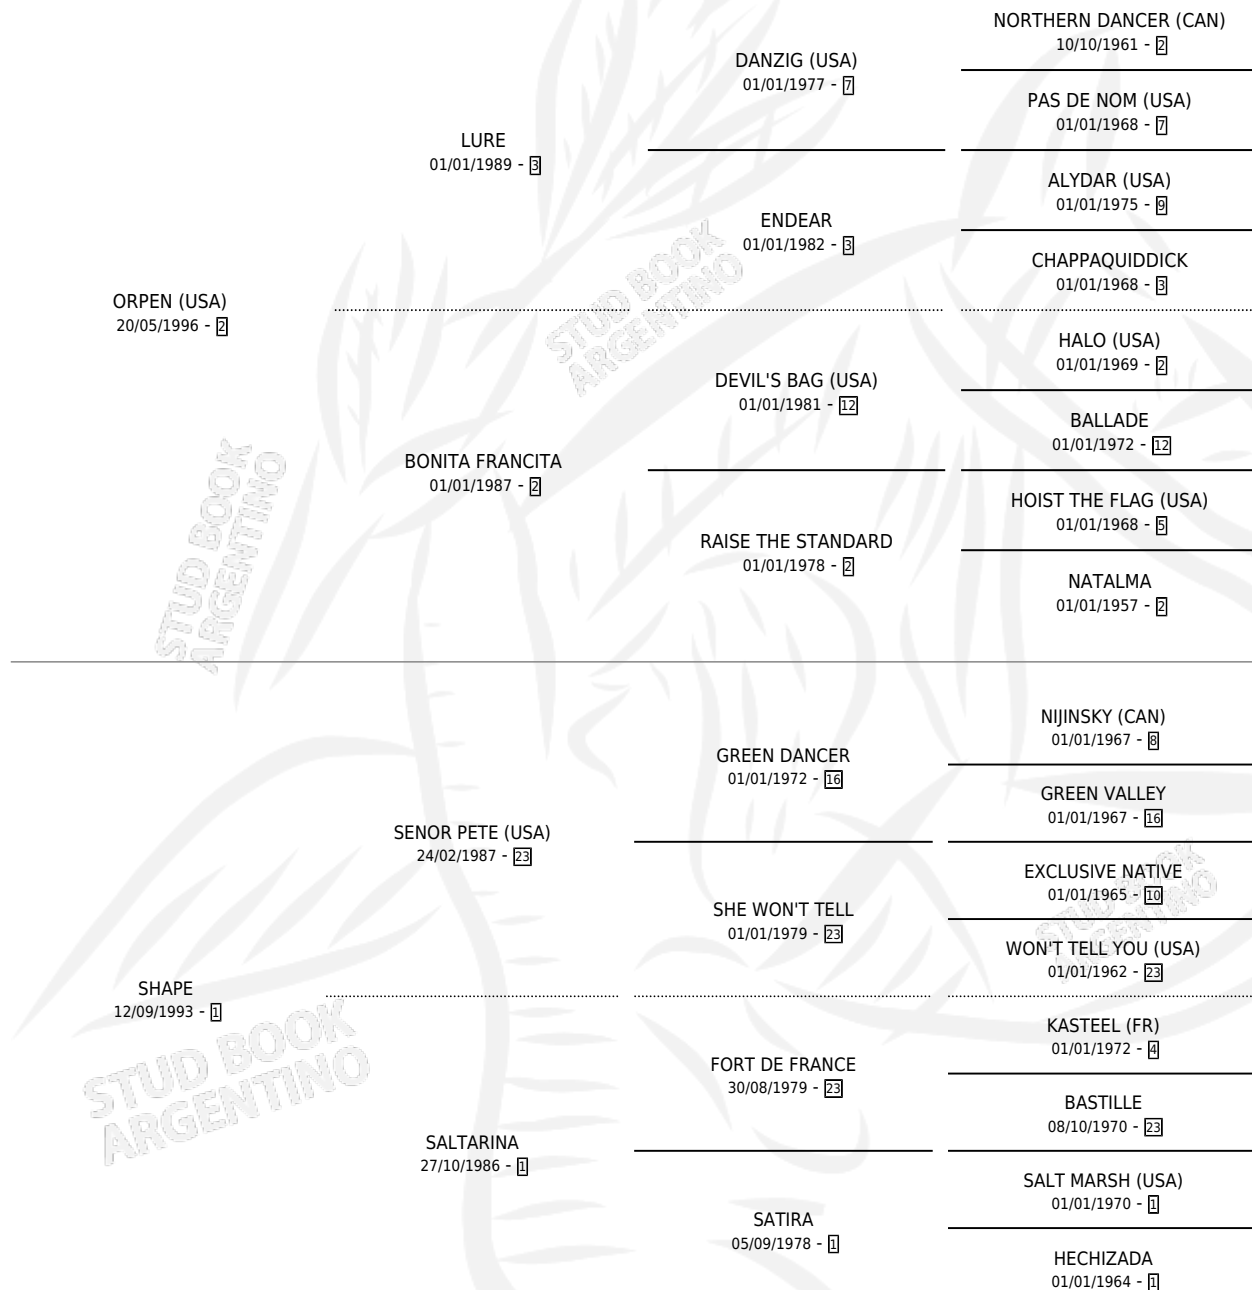 NORTHERN DANCER (CAN)
10/10/1961 - 2
DANZIG (USA)
01/01/1977 - 7
PAS DE NOM (USA)
01/01/1968 - 7
LURE
01/01/1989 - 3
ALYDAR (USA)
01/01/1975 - 9
ENDEAR
01/01/1982 - 3
CHAPPAQUIDDICK
01/01/1968 - 3
ORPEN (USA)
20/05/1996 - 2
HALO (USA)
01/01/1969 - 2
DEVIL'S BAG (USA)
01/01/1981 - 12
BALLADE
01/01/1972 - 12
BONITA FRANCITA
01/01/1987 - 2
HOIST THE FLAG (USA)
01/01/1968 - 5
RAISE THE STANDARD
01/01/1978 - 2
NATALMA
01/01/1957 - 2
NIJINSKY (CAN)
01/01/1967 - 8
GREEN DANCER
01/01/1972 - 16
GREEN VALLEY
01/01/1967 - 16
SENOR PETE (USA)
24/02/1987 - 23
EXCLUSIVE NATIVE
01/01/1965 - 10
SHE WON'T TELL
01/01/1979 - 23
WON'T TELL YOU (USA)
01/01/1962 - 23
SHAPE
12/09/1993 - 1
KASTEEL (FR)
01/01/1972 - 4
FORT DE FRANCE
30/08/1979 - 23
BASTILLE
08/10/1970 - 23
SALTARINA
27/10/1986 - 1
SALT MARSH (USA)
01/01/1970 - 1
SATIRA
05/09/1978 - 1
HECHIZADA
01/01/1964 - 1
STUD BOOK
ARGENTINO
STUD BOOK
ARGENTINO
STUD BOOK
ARGENTINO
STUD BOOK
ARGENTINO